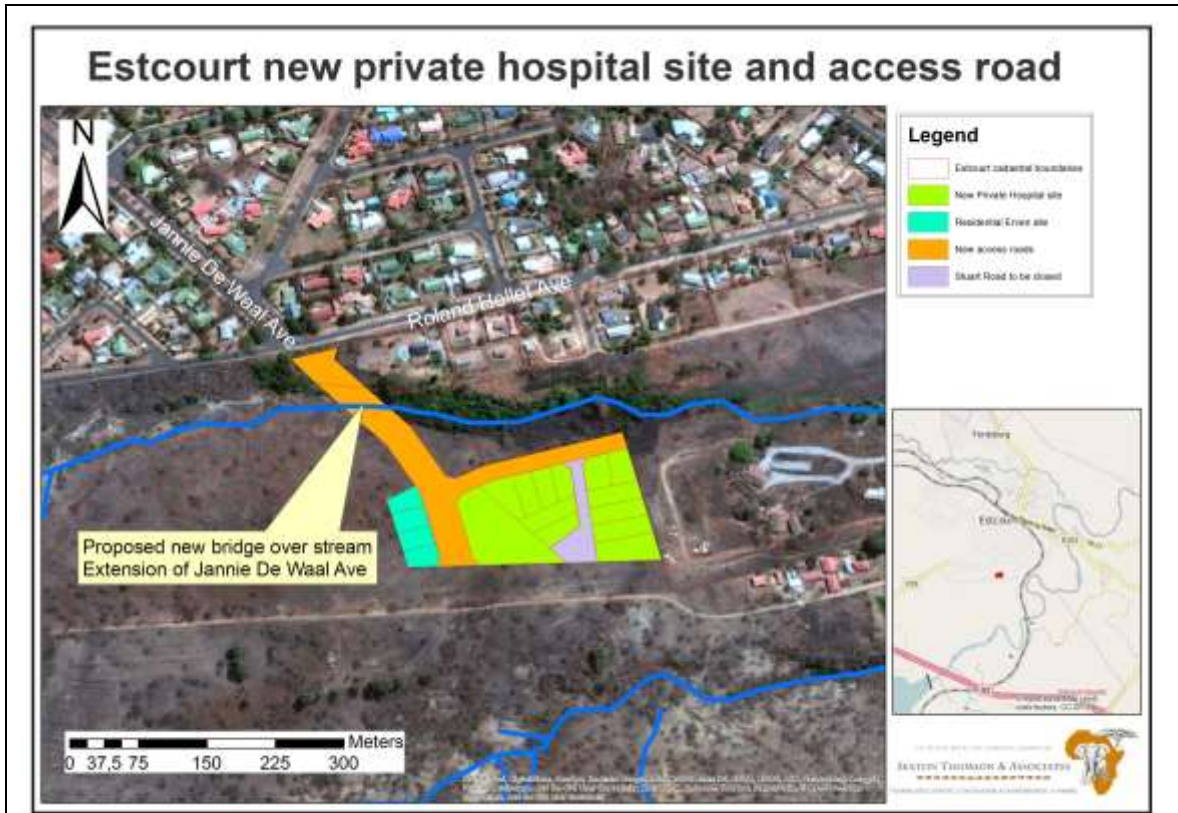 Estcourt new private hospital site and access road
N
Jannie De Waal Ave
Roland Hellet Ave
Proposed new bridge over stream
Extension of Jannie De Waal Ave
Meters
0 37,5 75 150 225 300
Legend
Estcourt cadastral boundaries
New Private Hospital site
Residential Erven site
New access roads
Stuart Road to be closed
Estcourt